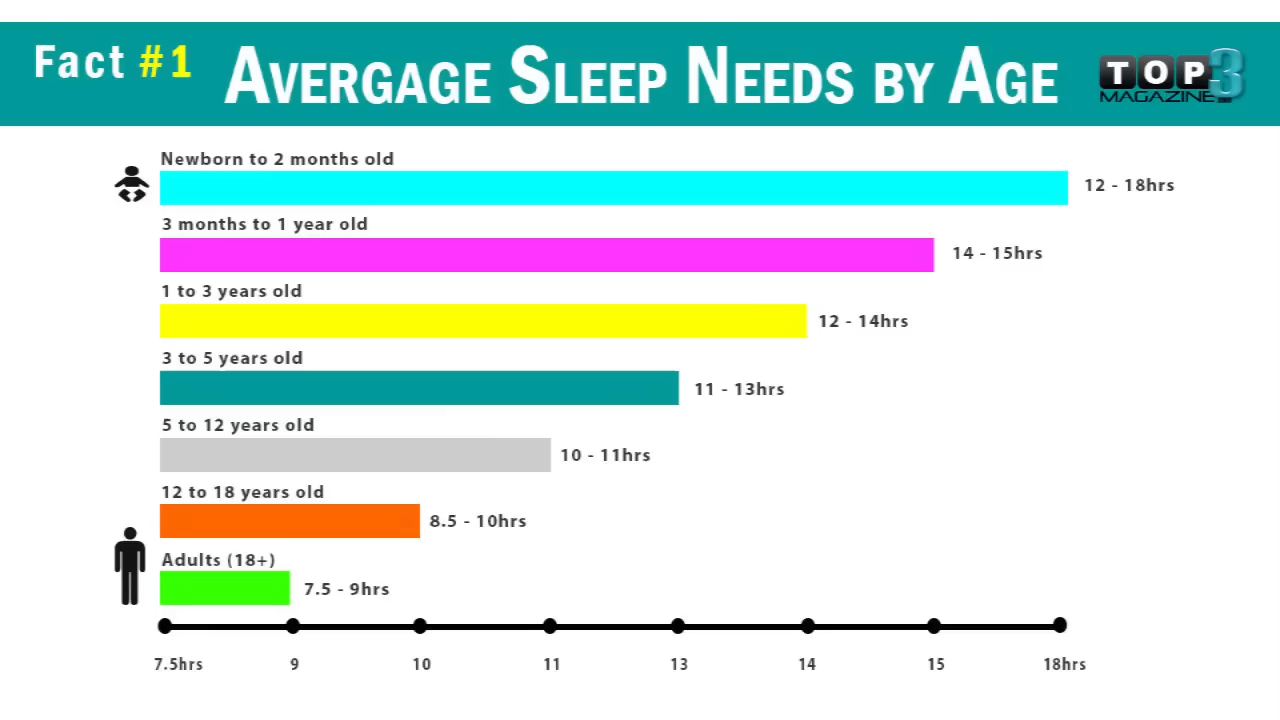 Fact #1
AVERGAGE SLEEP NEEDS BY AGE
TOP 3
MAGAZINE
Newborn to 2 months old
12 - 18hrs
3 months to 1 year old
14 - 15hrs
1 to 3 years old
12 - 14hrs
3 to 5 years old
11 - 13hrs
5 to 12 years old
10 - 11hrs
12 to 18 years old
8.5 - 10hrs
Adults (18+)
7.5 - 9hrs
7.5hrs 9 10 11 13 14 15 18hrs